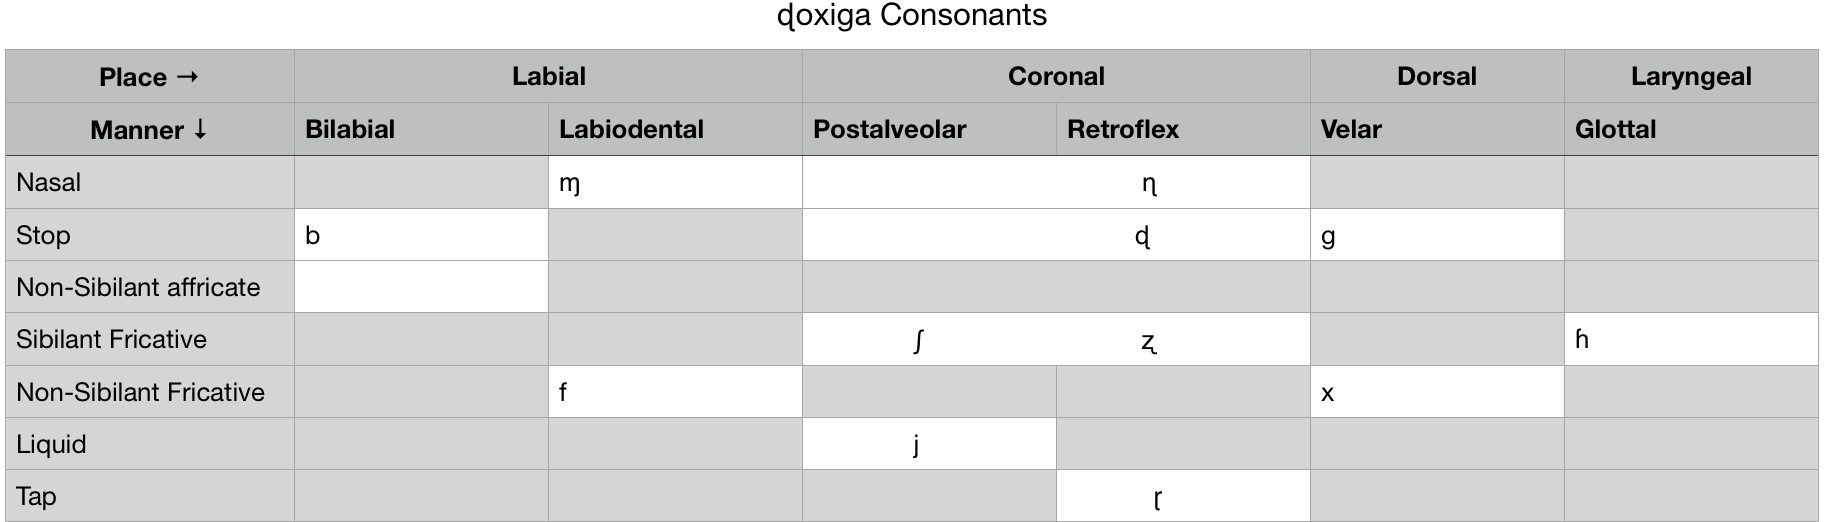 ɖoxiga Consonants
Place → Labial Coronal Dorsal Laryngeal
Manner ↓ Bilabial Labiodental Postalveolar Retroflex Velar Glottal
Nasal ɱ ɳ
Stop b ɖ g
Non-Sibilant affricate
Sibilant Fricative ʃ ʐ ɦ
Non-Sibilant Fricative f x
Liquid j
Tap ɽ